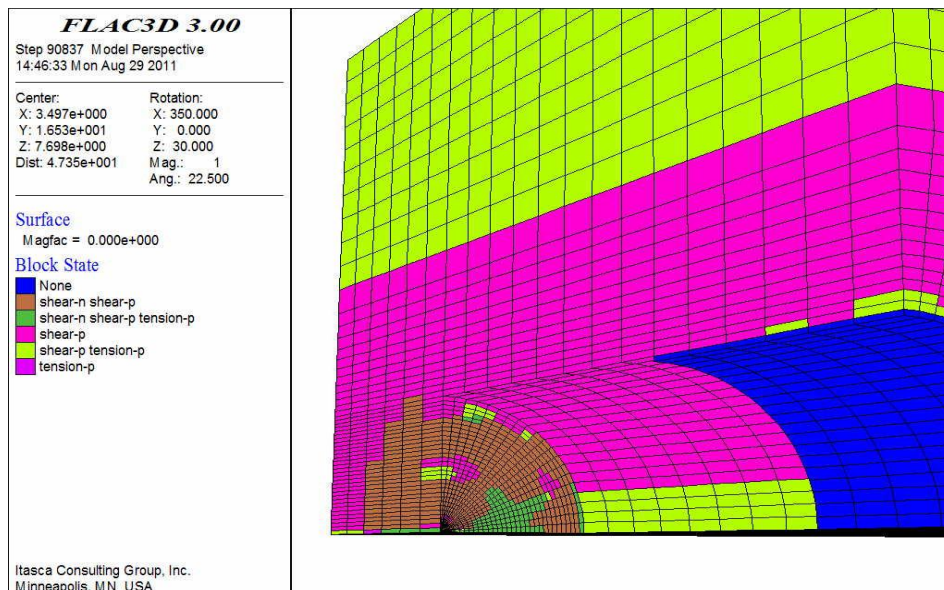 FLAC3D 3.00
Step 90837 Model Perspective
14:46:33 Mon Aug 29 2011
Center:
X: 3.497e+000
Y: 1.653e+001
Z: 7.698e+000
Dist: 4.735e+001
Rotation:
X: 350.000
Y: 0.000
Z: 30.000
Mag.: 1
Ang.: 22.500
Surface
Magfac = 0.000e+000
Block State
None
shear-n shear-p
shear-n shear-p tension-p
shear-p
shear-p tension-p
tension-p
Itasca Consulting Group, Inc.
Minneapolis, MN USA